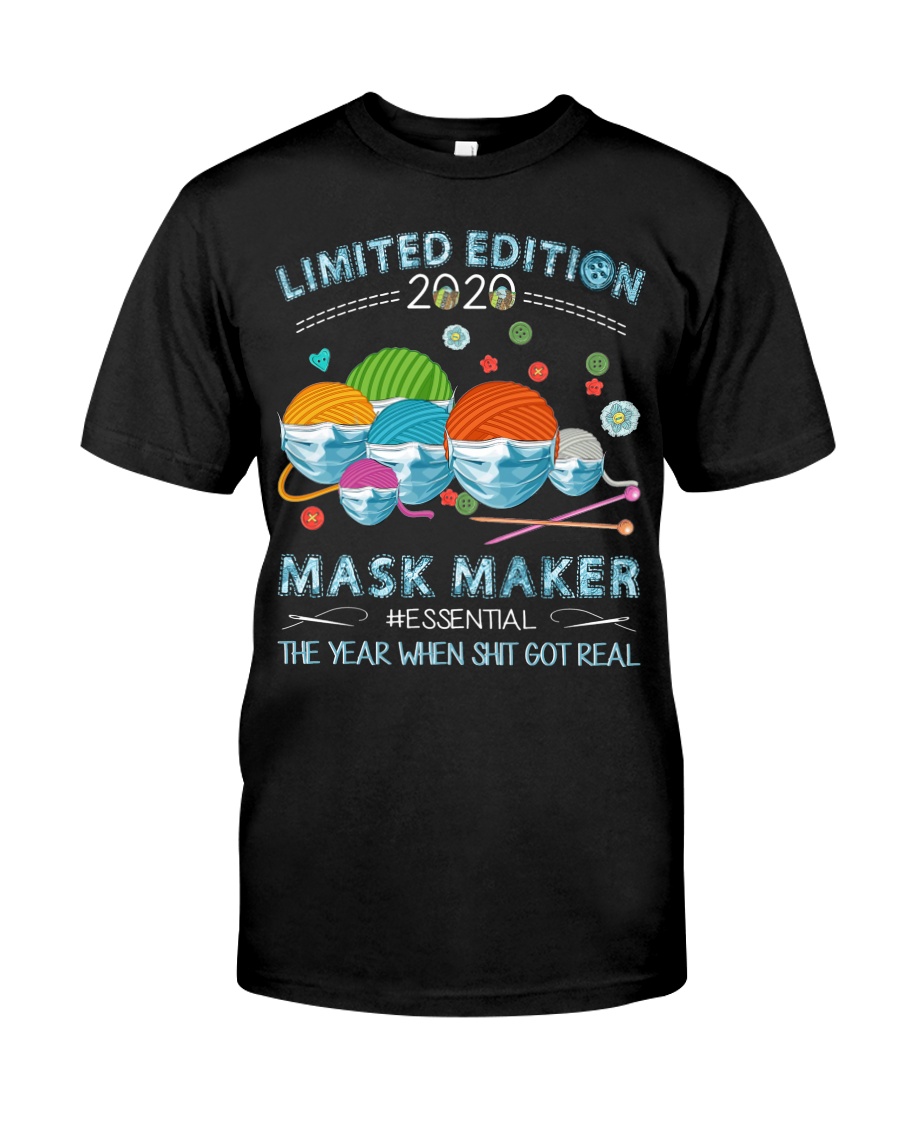 LIMITED EDITION
2020
MASK MAKER
#ESSENTIAL
THE YEAR WHEN SHIT GOT REAL